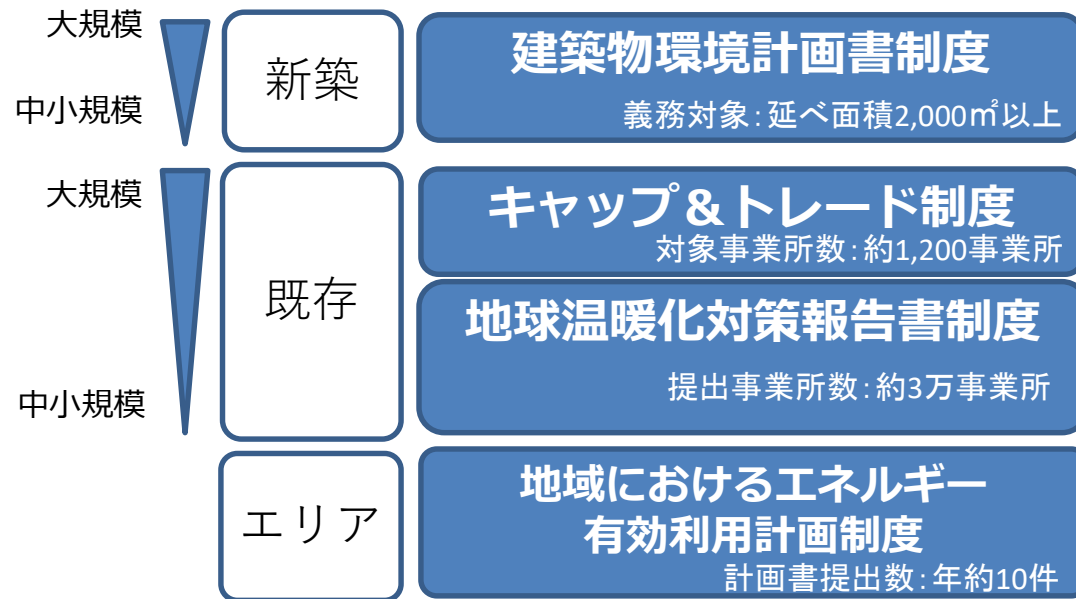 大規模
中小規模
新築
建築物環境計画書制度
義務対象:延べ面積2,000㎡以上
大規模
中小規模
既存
キャップ&トレード制度
対象事業所数:約1,200事業所
地球温暖化対策報告書制度
提出事業所数:約3万事業所
エリア
地域におけるエネルギー
有効利用計画制度
計画書提出数:年約10件